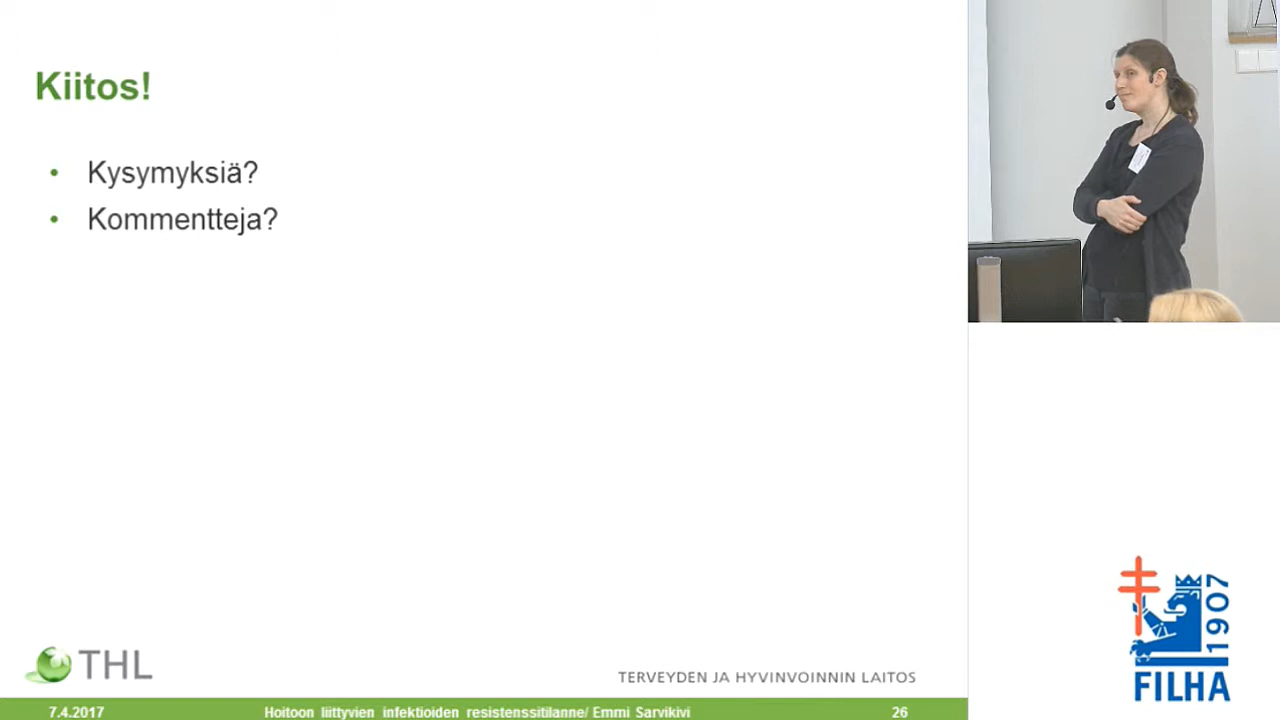 Kiitos!
• Kysymyksiä?
• Kommentteja?
THL
TERVEYDEN JA HYVINVOINNIN LAITOS
7.4.2017 Hoitoon liittyvien infektioiden resistenssitilanne/ Emmi Sarvikivi 26
1907
FILHA